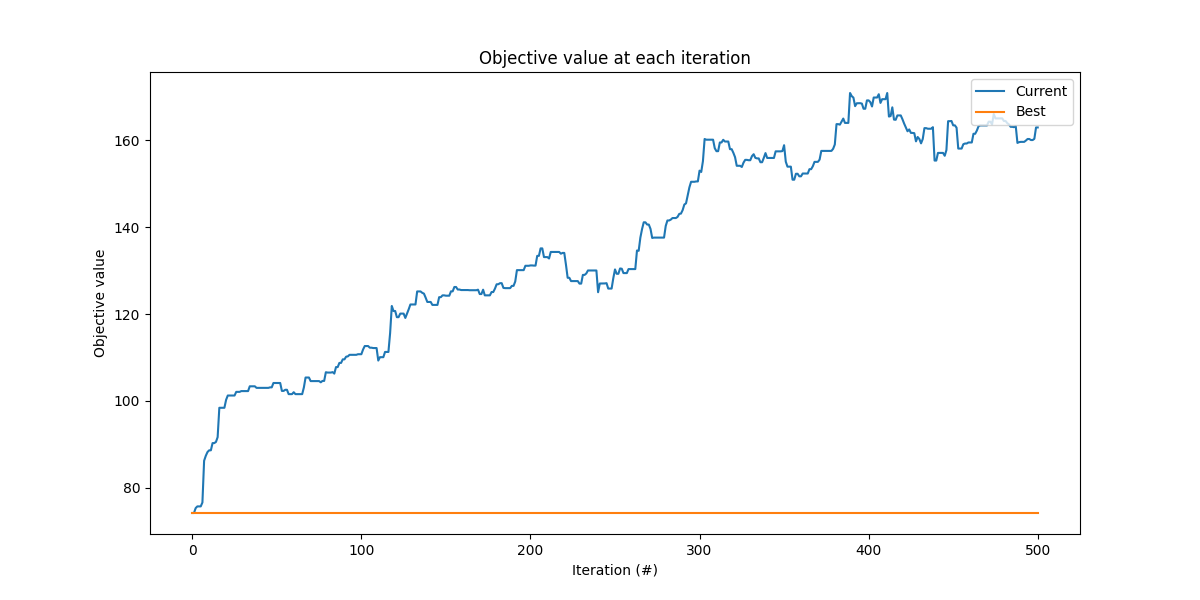 Objective value at each iteration
Current
Best
160
140
120
100
80
Objective value
0 100 200 300 400 500
Iteration (#)